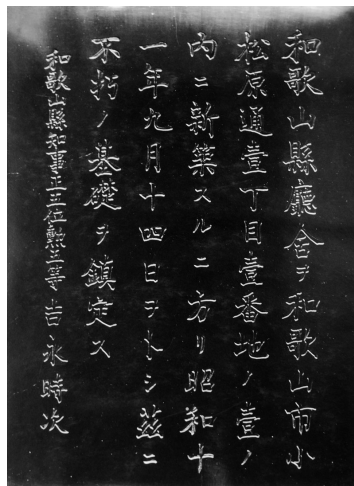 和歌山縣廳舍ヲ和歌山市小
松原通壹丁目壹番地ノ壹ノ
內ニ新築スルニ方リ昭和十
一年九月十四日ヲトシ茲ニ
不朽ノ基礎ヲ鎮定ス
和歌山縣知事正五位勲三等吉永時次